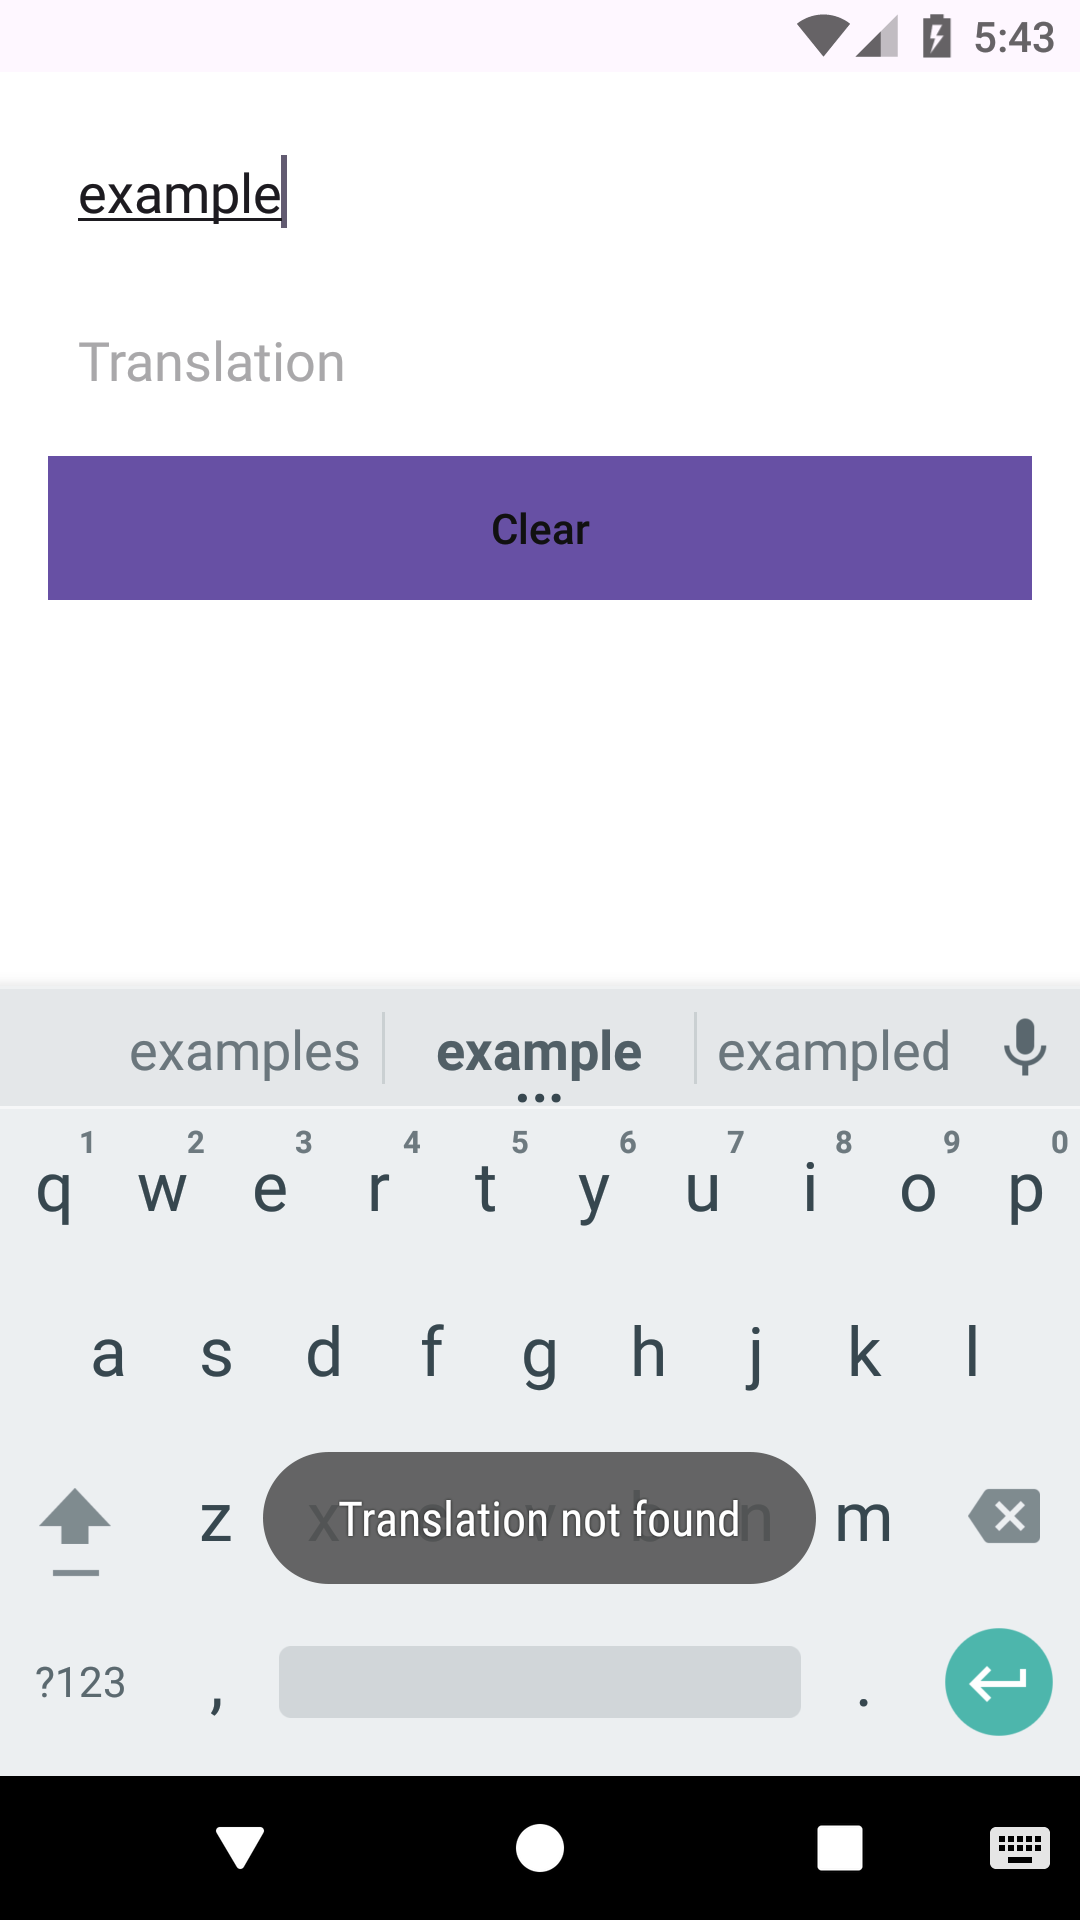 5:43
example
Translation
Clear
examples example exampled
1 2 3 4 5 6 7 8 9 0
q w e r t y u i o p
a s d f g h j k l
z x c v b n m
Translation not found
?123 , .